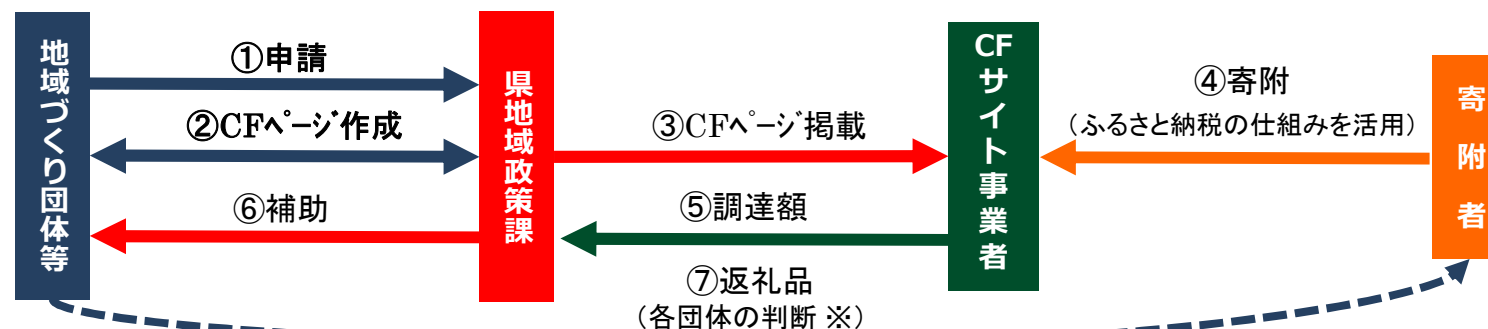 地域づくり団体等
①申請
②CFﾍﾟｰｼﾞ作成
⑥補助
県地域政策課
③CFﾍﾟｰｼﾞ掲載
⑤調達額
⑦返礼品
(各団体の判断 ※)
CFサイト事業者
④寄附
(ふるさと納税の仕組みを活用)
寄附者